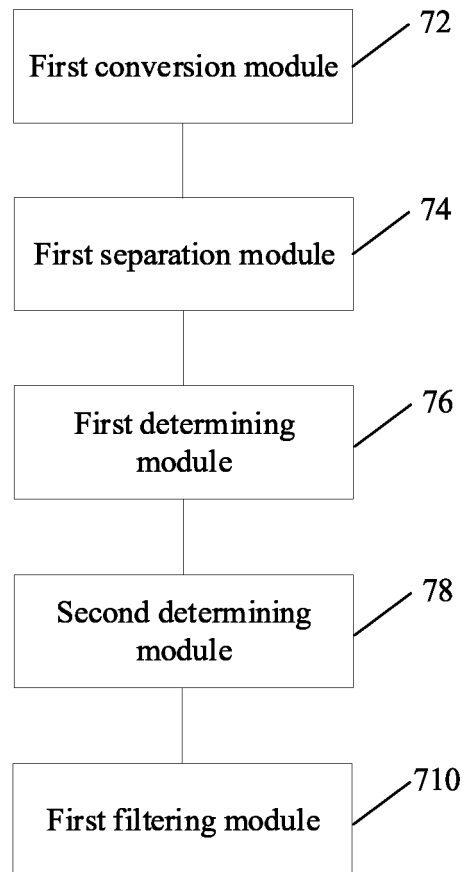 72
First conversion module
74
First separation module
76
First determining
module
78
Second determining
module
710
First filtering module